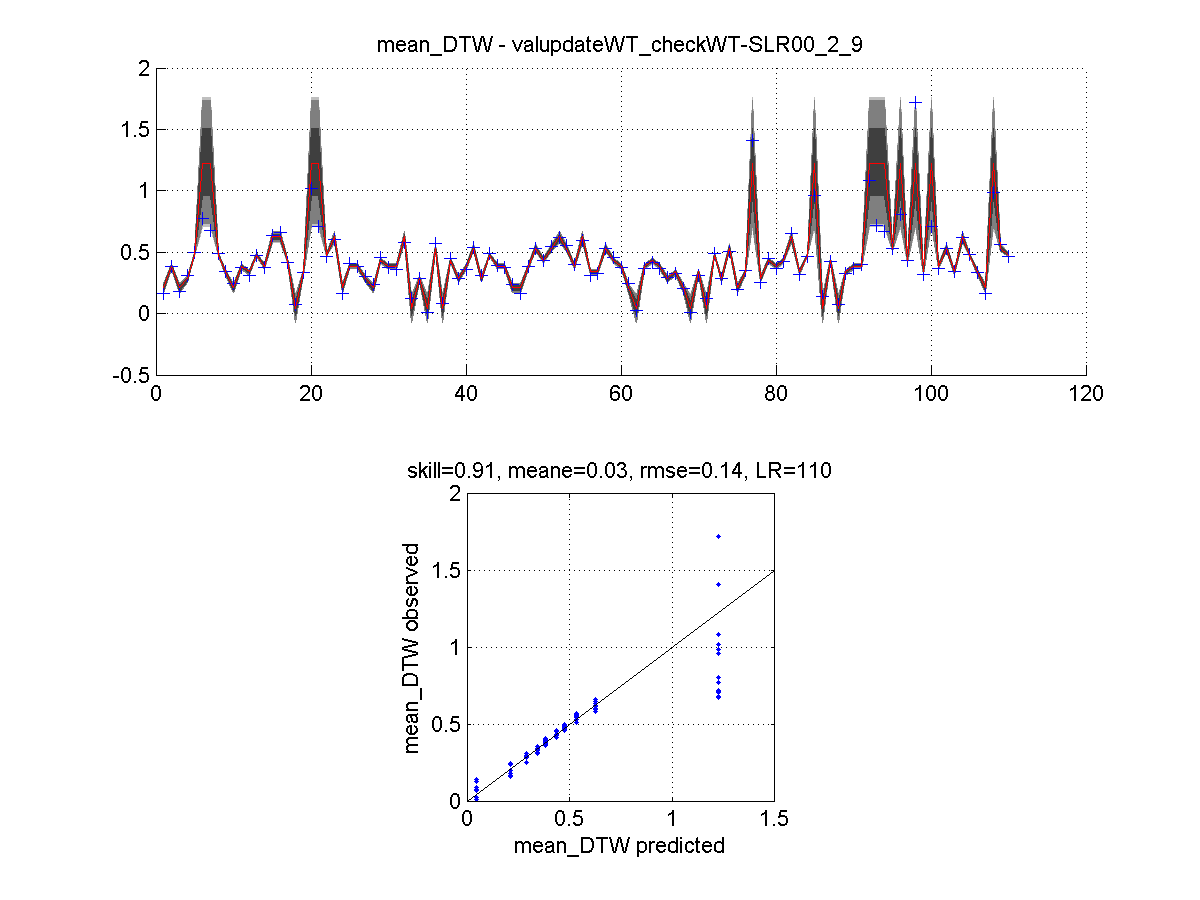 mean_DTW - valupdateWT_checkWT-SLR00_2_9
2
1.5
1
0.5
0
-0.5
0 20 40 60 80 100 120
skill=0.91, meane=0.03, rmse=0.14, LR=110
mean_DTW observed
2
1.5
1
0.5
0
0 0.5 1 1.5
mean_DTW predicted